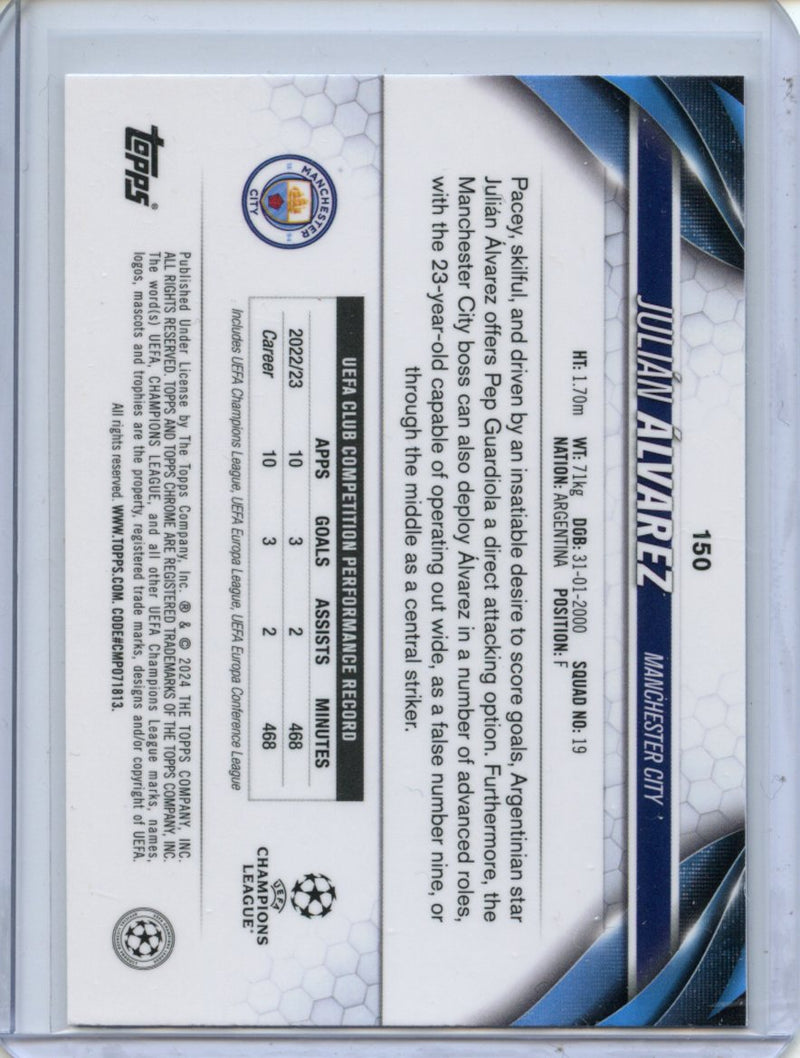 150
JULIÁN ÁLVAREZ MANCHESTER CITY
HT: 1.70m WT: 71kg DOB: 31-01-2000 SQUAD NO: 19
NATION: ARGENTINA POSITION: F
Pacey, skilful, and driven by an insatiable desire to score goals, Argentinian star
Julián Álvarez offers Pep Guardiola a direct attacking option. Furthermore, the
Manchester City boss can also deploy Álvarez in a number of advanced roles,
with the 23-year-old capable of operating out wide, as a false number nine, or
through the middle as a central striker.
MANCHESTER CITY
18 94
UEFA CLUB COMPETITION PERFORMANCE RECORD
APPS GOALS ASSISTS MINUTES
2022/23 10 3 2 468
Career 10 3 2 468
Includes UEFA Champions League, UEFA Europa League, UEFA Europa Conference League
UEFA
CHAMPIONS
LEAGUE®
topps®
Published Under License by The Topps Company, Inc. ® & © 2024 THE TOPPS COMPANY, INC.
ALL RIGHTS RESERVED. TOPPS AND TOPPS CHROME ARE REGISTERED TRADEMARKS OF THE TOPPS COMPANY, INC.
The word(s) UEFA, CHAMPIONS LEAGUE, and all other UEFA Champions League marks, names,
logos, mascots and trophies are the property, registered trade marks, designs and/or copyright of UEFA.
All rights reserved. WWW.TOPPS.COM. CODE#CMP071813.